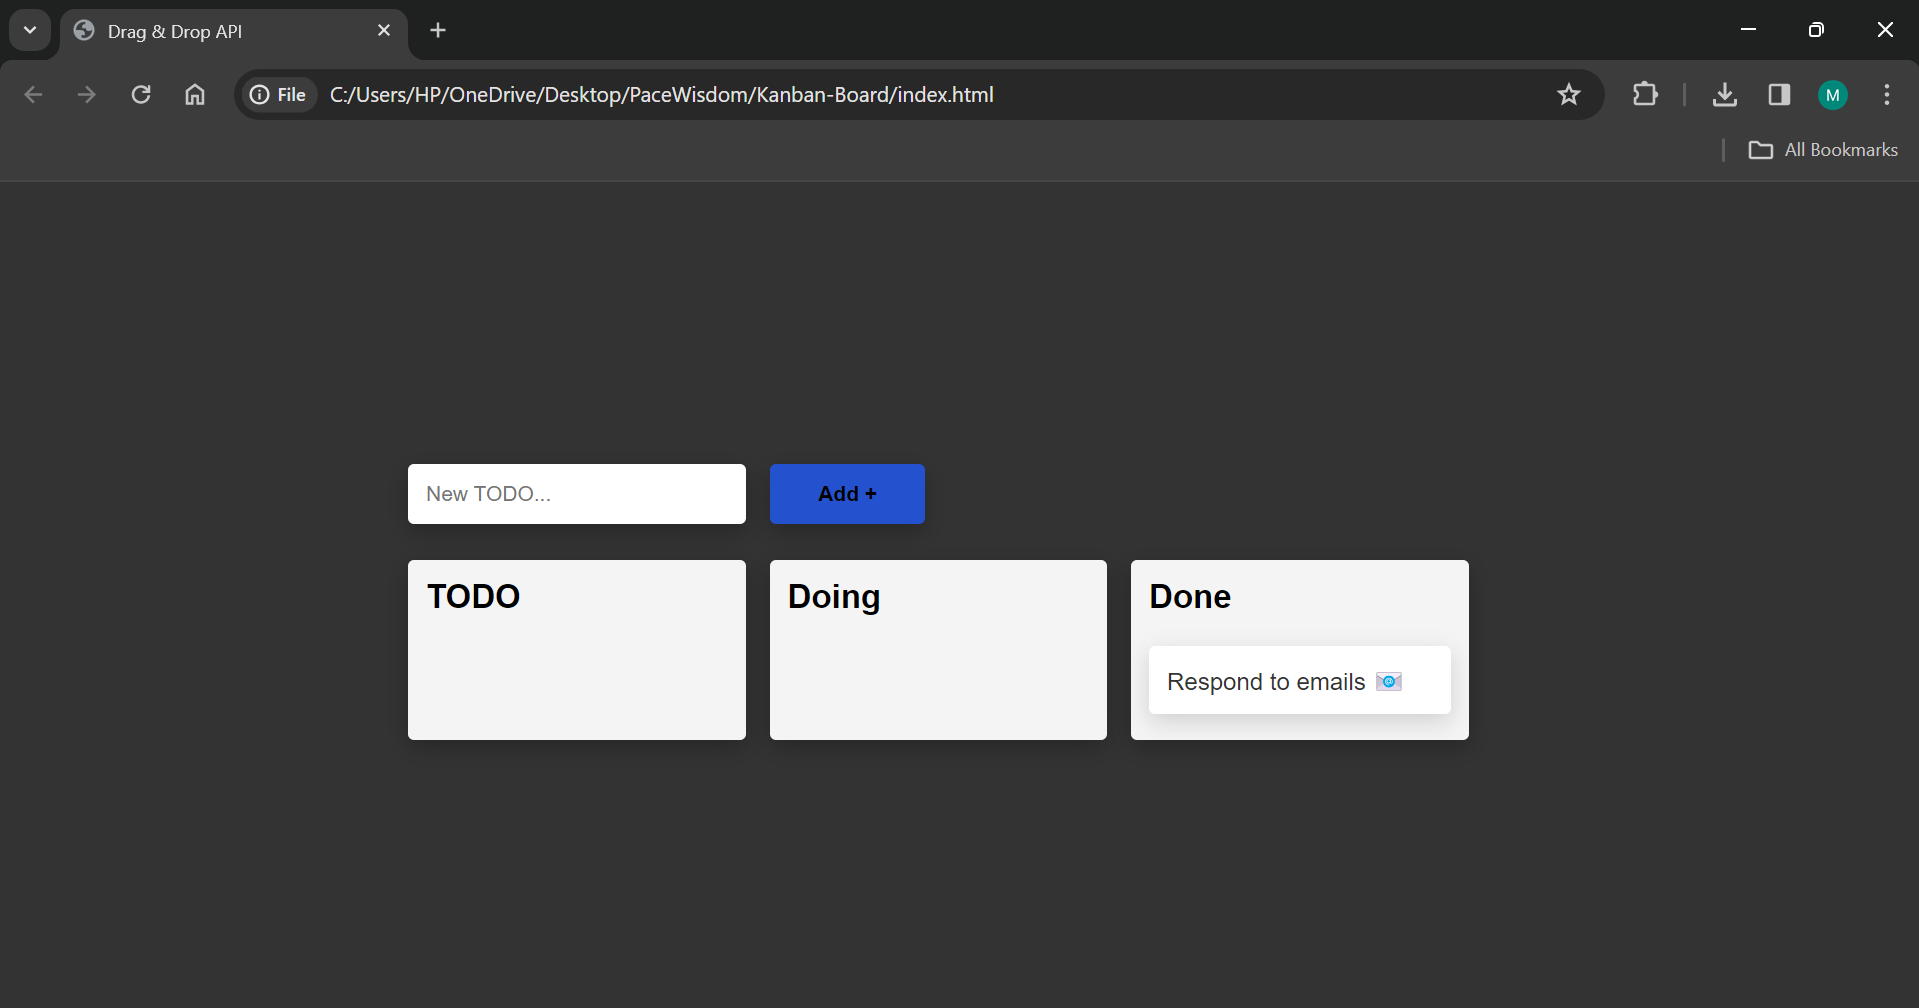 Drag & Drop API
File C:/Users/HP/OneDrive/Desktop/PaceWisdom/Kanban-Board/index.html
M
All Bookmarks
New TODO...
Add +
TODO
Doing
Done
Respond to emails 📧